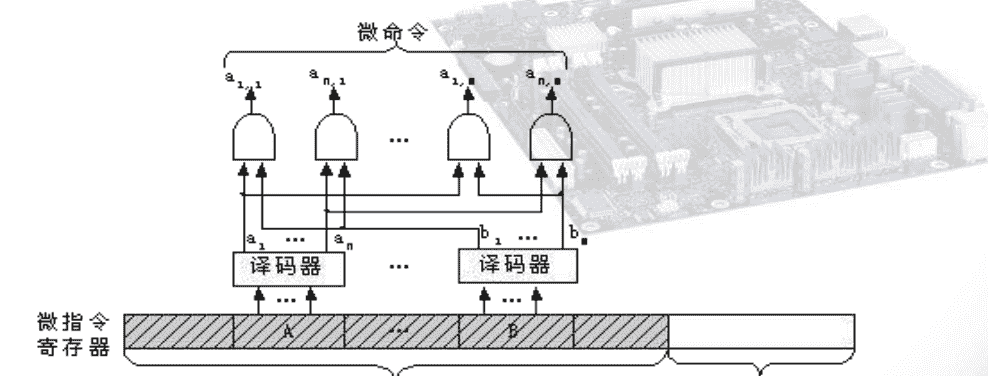 微命令
a₁,₁ aₙ,₁ a₁,ₘ aₙ,ₘ
...
a₁ ... aₙ b₁ ... bₘ
译码器 ... 译码器
... ...
微指令
寄存器
A ... B